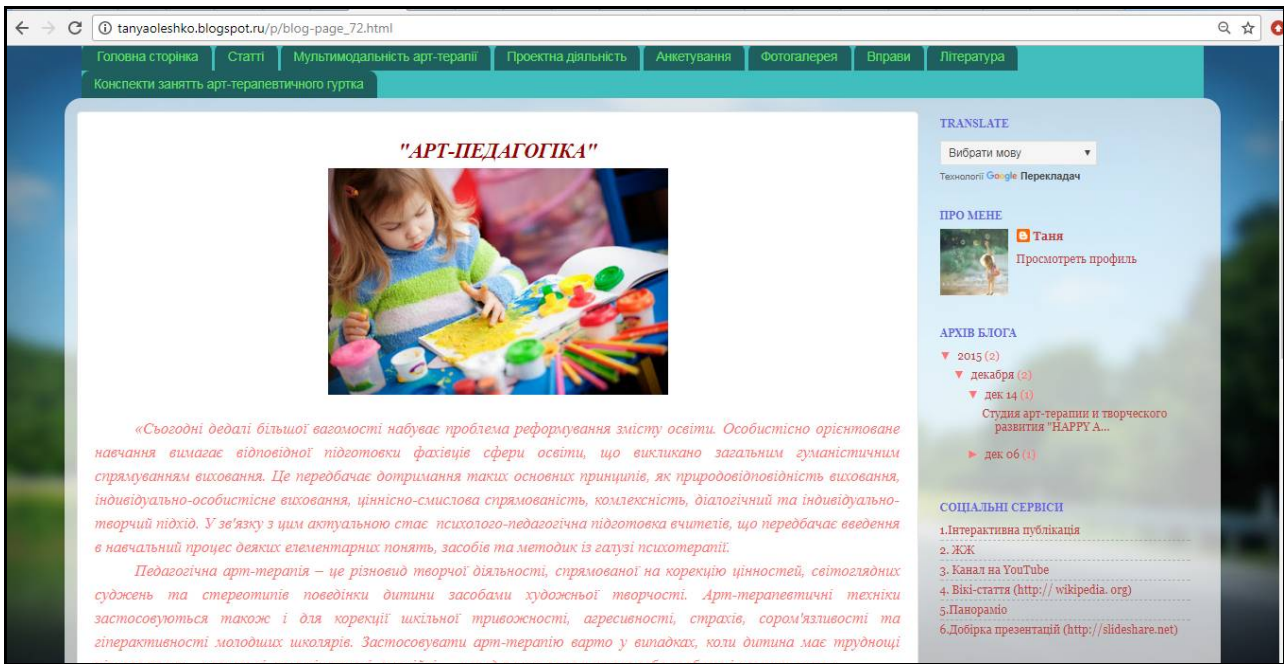 tanyaoleshko.blogspot.ru/p/blog-page_72.html
Головна сторінка Статті Мультимодальність арт-терапії Проектна діяльність Анкетування Фотогалерея Вправи Література
Конспекти занятть арт-терапевтичного гуртка
"АРТ-ПЕДАГОГІКА"
«Сьогодні дедалі більшої вагомості набуває проблема реформування змісту освіти. Особистісно орієнтоване
навчання вимагає відповідної підготовки фахівців сфери освіти, що викликано загальним гуманістичним
спрямуванням виховання. Це передбачає дотримання таких основних принципів, як природовідповідність виховання,
індивідуально-особистісне виховання, ціннісно-смислова спрямованість, комлексність, діалогічний та індивідуально-
творчий підхід. У зв'язку з цим актуальною стає психолого-педагогічна підготовка вчителів, що передбачає введення
в навчальний процес деяких елементарних понять, засобів та методик із галузі психотерапії.
Педагогічна арт-терапія – це різновид творчої діяльності, спрямованої на корекцію цінностей, світоглядних
суджень та стереотипів поведінки дитини засобами художньої творчості. Арт-терапевтичні техніки
застосовуються також і для корекції шкільної тривожності, агресивності, страхів, сором'язливості та
гіперактивності молодших школярів. Застосовувати арт-терапію варто у випадках, коли дитина має труднощі
TRANSLATE
Вибрати мову
Технології Google Перекладач
ПРО МЕНЕ
Таня
Просмотреть профиль
АРХІВ БЛОГА
▼ 2015 (2)
▼ декабря (2)
▼ дек 14 (1)
Студия арт-терапии и творческого
развития "HAPPY A...
► дек 06 (1)
СОЦІАЛЬНІ СЕРВІСИ
1.Інтерактивна публікація
2. ЖЖ
3. Канал на YouTube
4. Вікі-стаття (http:// wikipedia. org)
5.Панораміо
6.Добірка презентацій (http://slideshare.net)